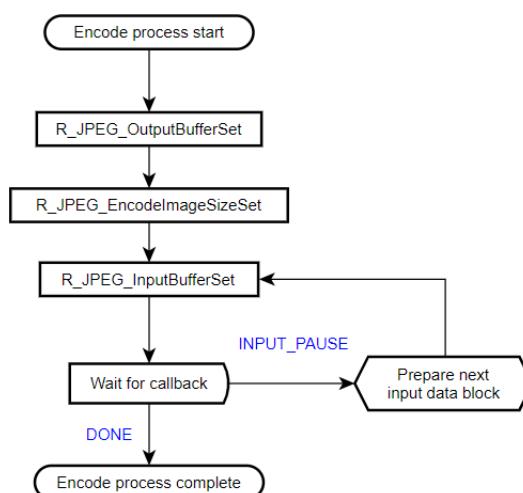 Encode process start
R_JPEG_OutputBufferSet
R_JPEG_EncodeImageSizeSet
R_JPEG_InputBufferSet
INPUT_PAUSE
Wait for callback
Prepare next
input data block
DONE
Encode process complete